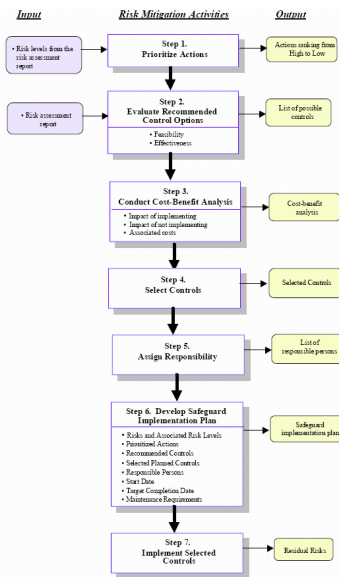 Input
Risk Mitigation Activities
Output
• Risk levels from the
risk assessment
report
Step 1.
Prioritize Actions
Actions ranking from
High to Low
• Risk assessment
report
Step 2.
Evaluate Recommended
Control Options
• Feasibility
• Effectiveness
List of possible
controls
Step 3.
Conduct Cost-Benefit Analysis
• Impact of implementing
• Impact of not implementing
• Associated costs
Cost-benefit
analysis
Step 4.
Select Controls
Selected Controls
Step 5.
Assign Responsibility
List of
responsible persons
Step 6. Develop Safeguard
Implementation Plan
• Risks and Associated Risk Levels
• Prioritized Actions
• Recommended Controls
• Selected Planned Controls
• Responsible Persons
• Start Date
• Target Completion Date
• Maintenance Requirements
Safeguard
implementation plan
Step 7.
Implement Selected
Controls
Residual Risks